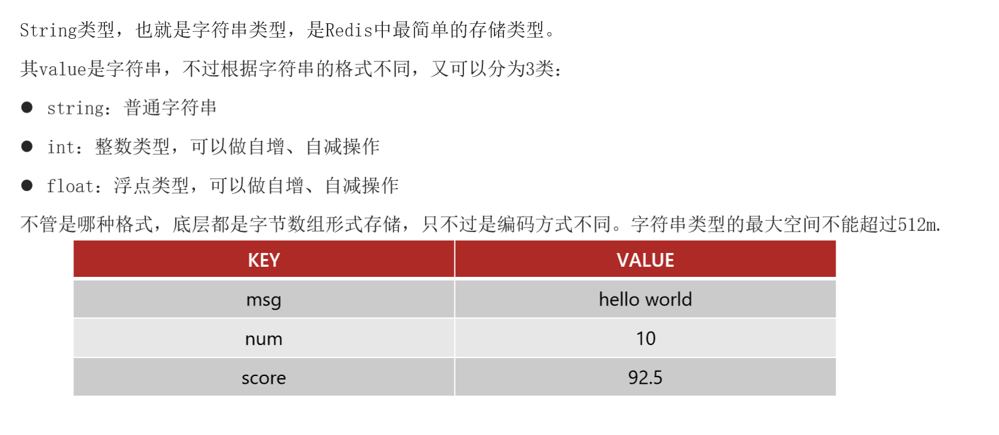 String类型，也就是字符串类型，是Redis中最简单的存储类型。
其value是字符串，不过根据字符串的格式不同，又可以分为3类：
● string：普通字符串
● int：整数类型，可以做自增、自减操作
● float：浮点类型，可以做自增、自减操作
不管是哪种格式，底层都是字节数组形式存储，只不过是编码方式不同。字符串类型的最大空间不能超过512m.
KEY VALUE
msg hello world
num 10
score 92.5